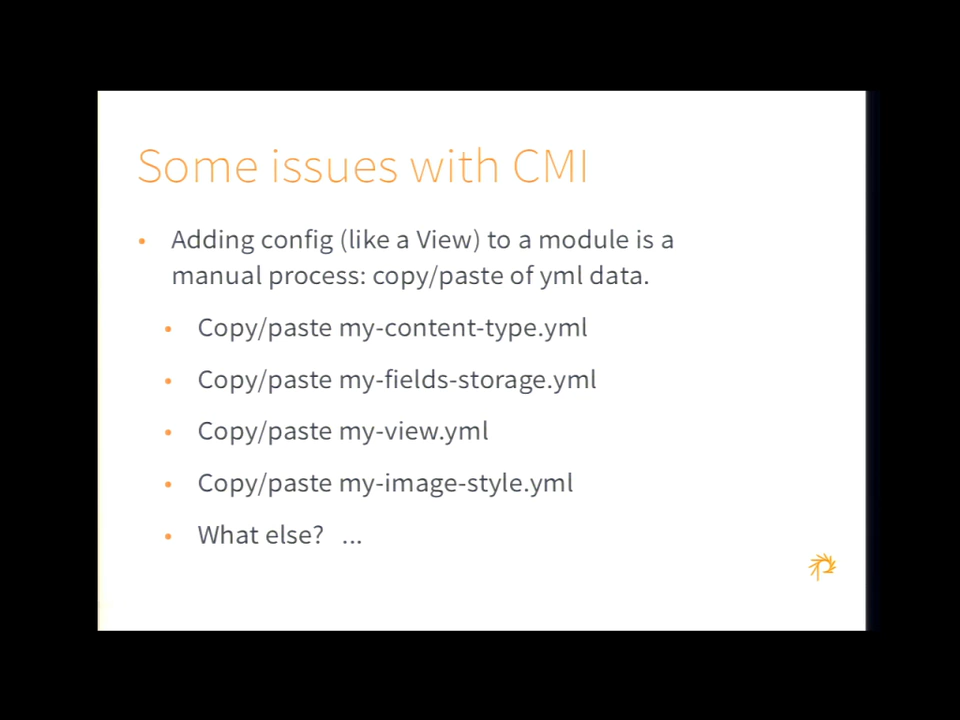 Some issues with CMI
• Adding config (like a View) to a module is a
manual process: copy/paste of yml data.
• Copy/paste my-content-type.yml
• Copy/paste my-fields-storage.yml
• Copy/paste my-view.yml
• Copy/paste my-image-style.yml
• What else? ...